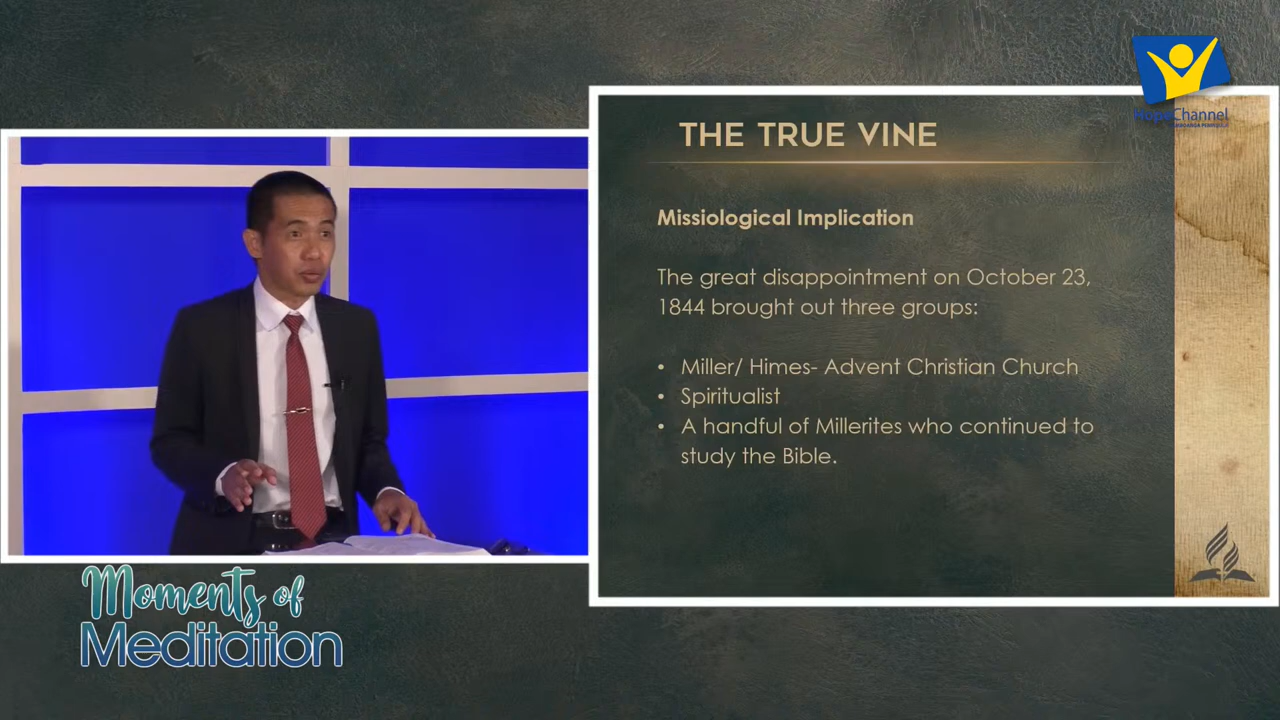 HopeChannel
THE TRUE VINE
Missiological Implication
The great disappointment on October 23,
1844 brought out three groups:
• Miller/ Himes- Advent Christian Church
• Spiritualist
• A handful of Millerites who continued to
study the Bible.
Moments of
Meditation